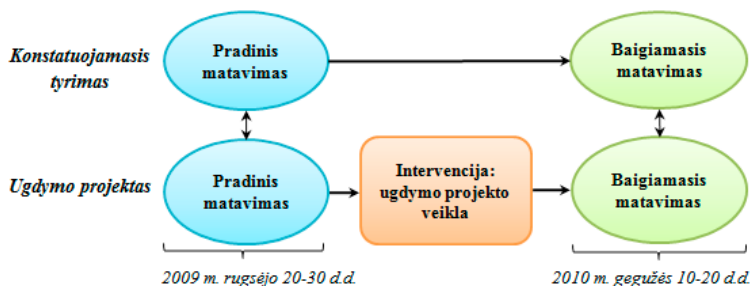 Konstatuojamasis
tyrimas
Pradinis
matavimas
Baigiamasis
matavimas
Ugdymo projektas
Pradinis
matavimas
Intervencija:
ugdymo projekto
veikla
Baigiamasis
matavimas
2009 m. rugsėjo 20-30 d.d.
2010 m. gegužės 10-20 d.d.